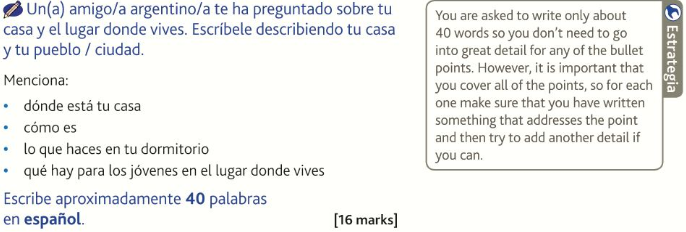 Un(a) amigo/a argentino/a te ha preguntado sobre tu
casa y el lugar donde vives. Escríbele describiendo tu casa
y tu pueblo / ciudad.
Menciona:
• dónde está tu casa
• cómo es
• lo que haces en tu dormitorio
• qué hay para los jóvenes en el lugar donde vives
Escribe aproximadamente 40 palabras
en español.
[16 marks]
You are asked to write only about
40 words so you don't need to go
into great detail for any of the bullet
points. However, it is important that
you cover all of the points, so for each
one make sure that you have written
something that addresses the point
and then try to add another detail if
you can.
Estrategia